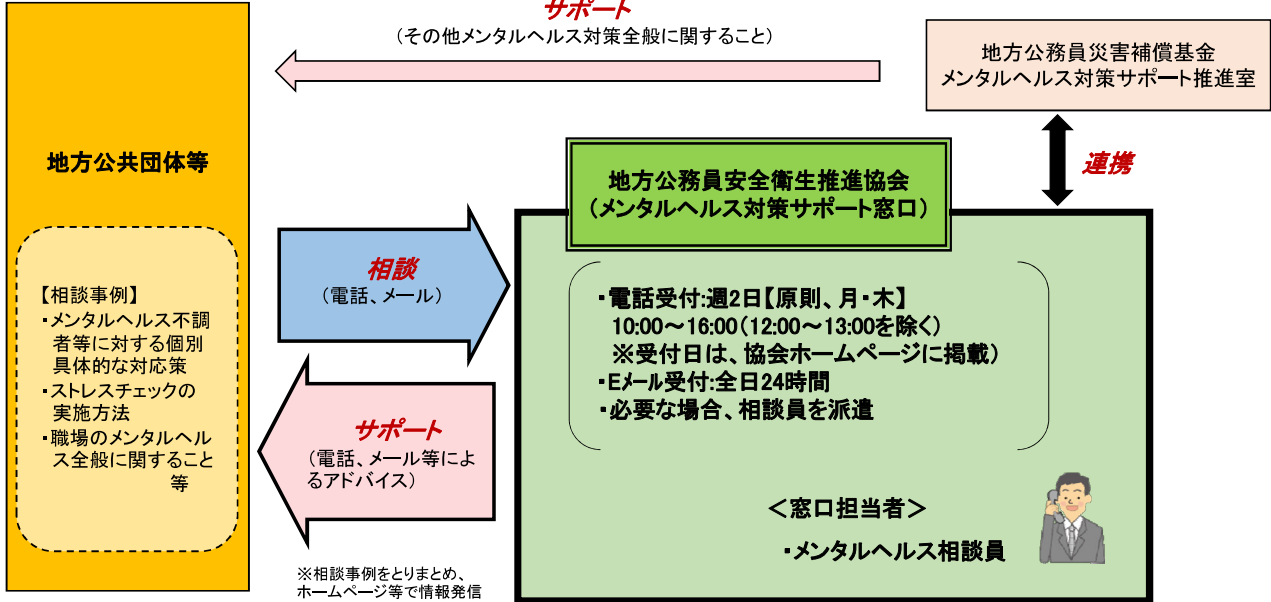 サポート
（その他メンタルヘルス対策全般に関すること）
地方公務員災害補償基金
メンタルヘルス対策サポート推進室
連携
地方公共団体等
【相談事例】
・メンタルヘルス不調
者等に対する個別
具体的な対応策
・ストレスチェックの
実施方法
・職場のメンタルヘル
ス全般に関すること
等
相談
（電話、メール）
サポート
（電話、メール等によ
るアドバイス）
※相談事例をとりまとめ、
ホームページ等で情報発信
地方公務員安全衛生推進協会
（メンタルヘルス対策サポート窓口）
・電話受付:週2日【原則、月・木】
10:00～16:00（12:00～13:00を除く）
※受付日は、協会ホームページに掲載）
・Eメール受付:全日24時間
・必要な場合、相談員を派遣
＜窓口担当者＞
・メンタルヘルス相談員